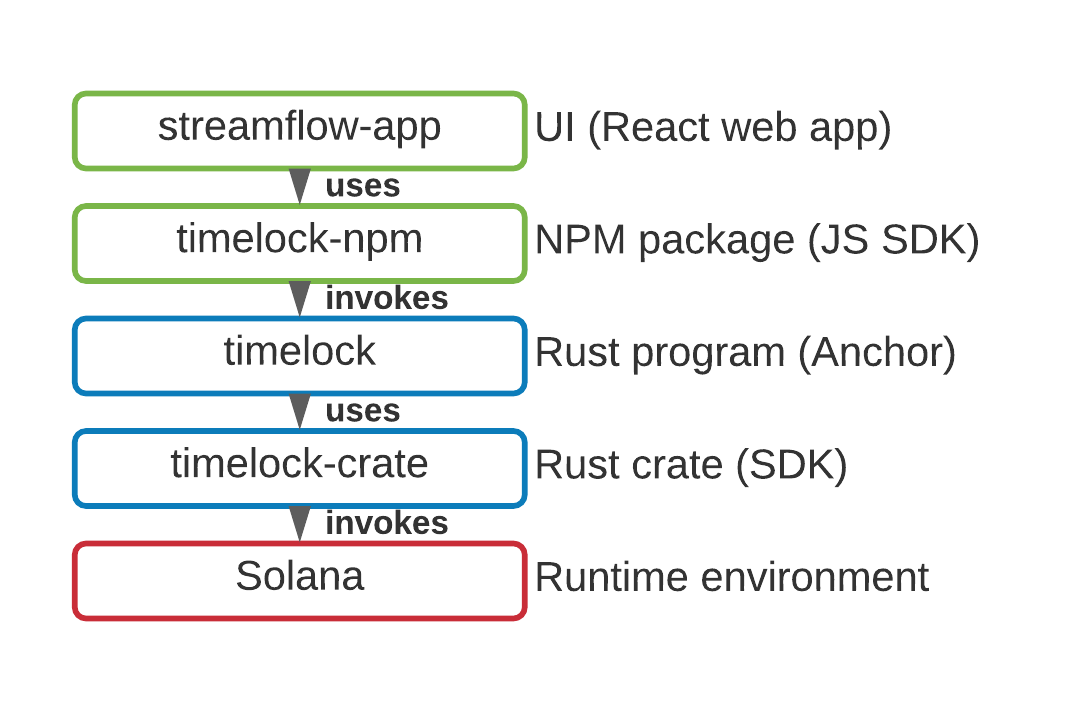 streamflow-app UI (React web app)
uses
timelock-npm NPM package (JS SDK)
invokes
timelock Rust program (Anchor)
uses
timelock-crate Rust crate (SDK)
invokes
Solana Runtime environment